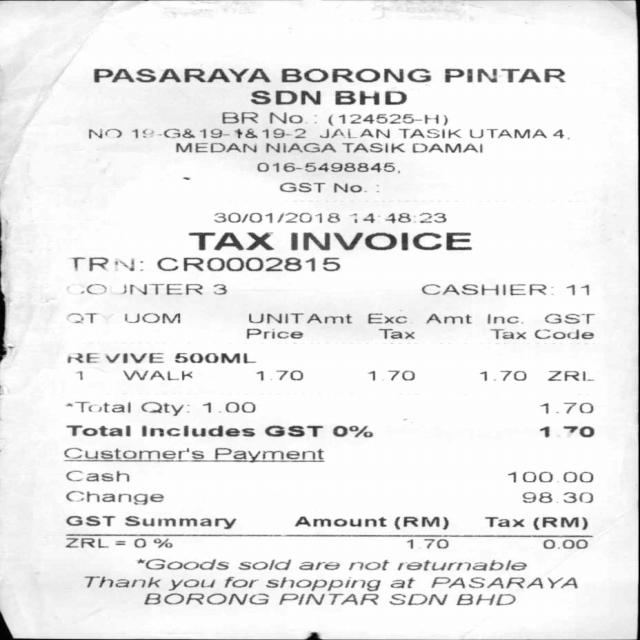 PASARAYA BORONG PINTAR
SDN BHD
BR No.: (124525-H)
NO 19-G&19-1&19-2 JALAN TASIK UTAMA 4,
MEDAN NIAGA TASIK DAMAI
016-5498845,
GST No. :
30/01/2018 14:48:23
TAX INVOICE
TRN: CR0002815
COUNTER 3 CASHIER: 11
QTY UOM UNIT Amt Exc. Amt Inc. GST
Price Tax Tax Code
REVIVE 500ML
1 WALK 1.70 1.70 1.70 ZRL
*Total Qty: 1.00 1.70
Total Includes GST 0% 1.70
Customer's Payment
Cash 100.00
Change 98.30
GST Summary Amount (RM) Tax (RM)
ZRL = 0 % 1.70 0.00
*Goods sold are not returnable
Thank you for shopping at PASARAYA
BORONG PINTAR SDN BHD